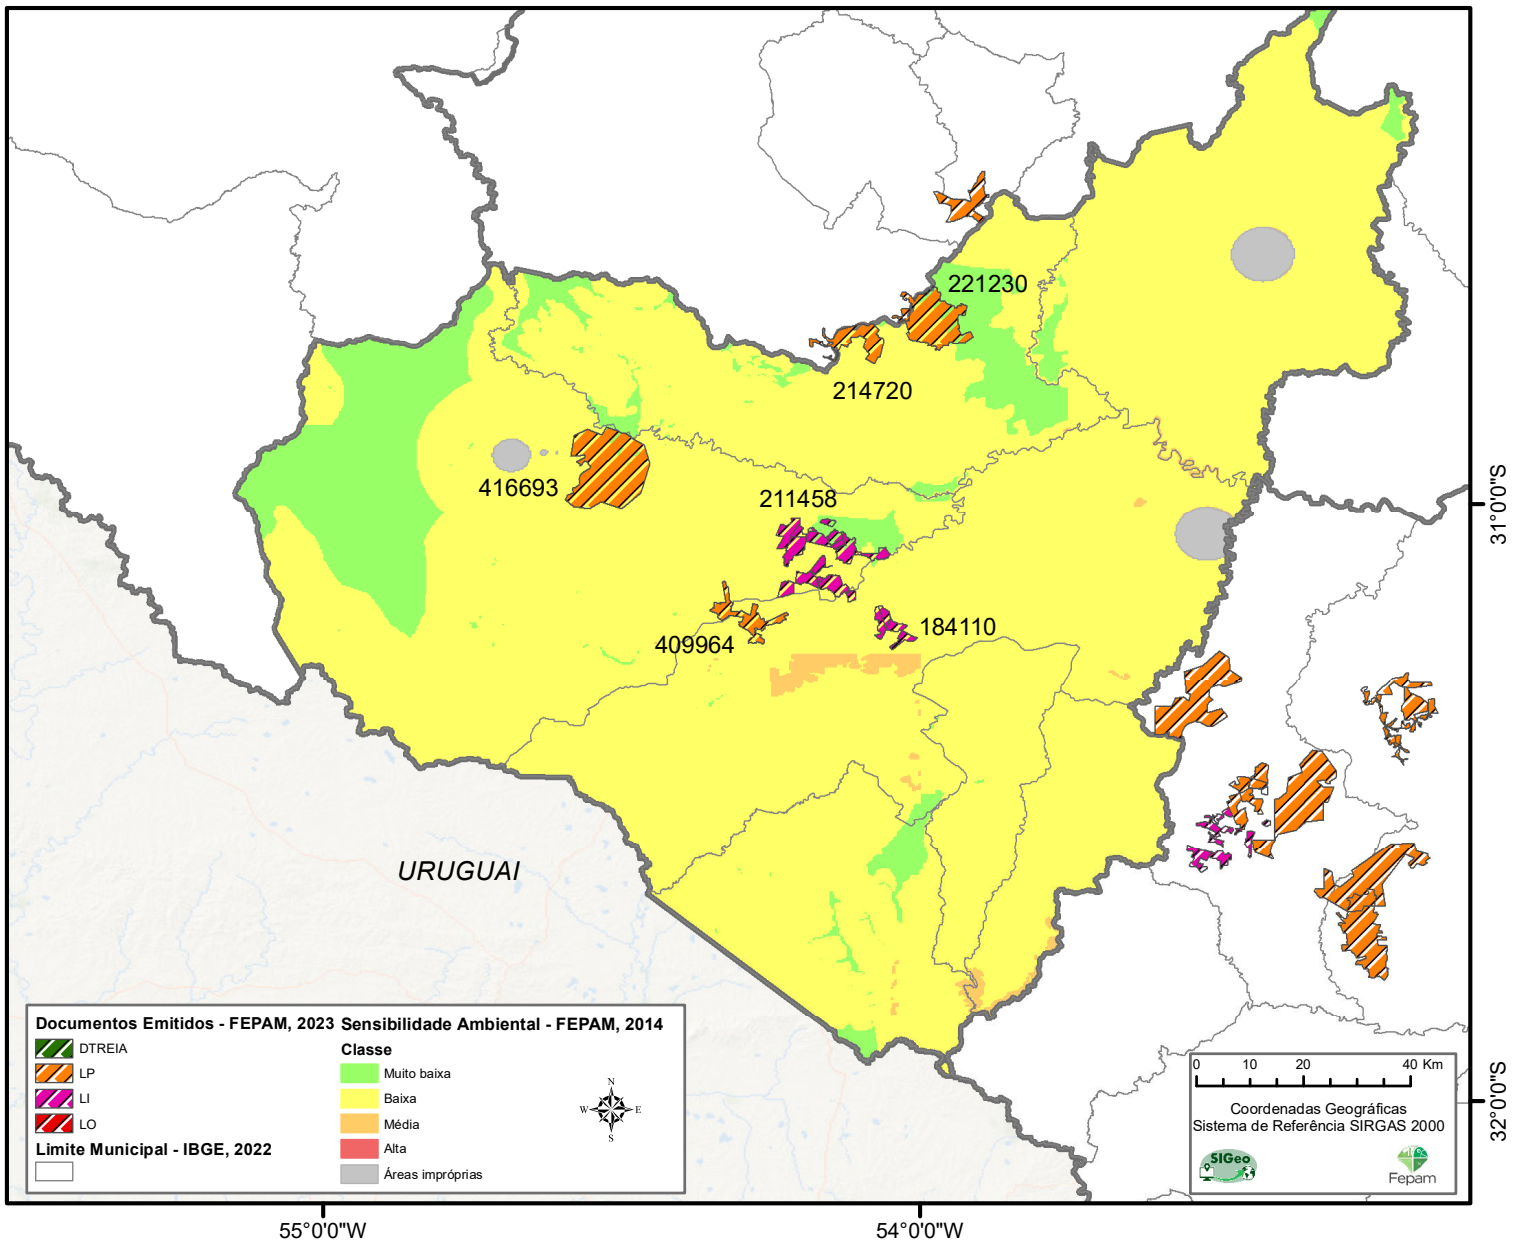 221230
214720
416693
211458
184110
409964
URUGUAI
31°0'0"S
32°0'0"S
55°0'0"W
54°0'0"W
Documentos Emitidos - FEPAM, 2023
DTREIA
LP
LI
LO
Limite Municipal - IBGE, 2022
Sensibilidade Ambiental - FEPAM, 2014
Classe
Muito baixa
Baixa
Média
Alta
Áreas impróprias
N
W
E
S
0 10 20 40 Km
Coordenadas Geográficas
Sistema de Referência SIRGAS 2000
SIGeo
Fepam